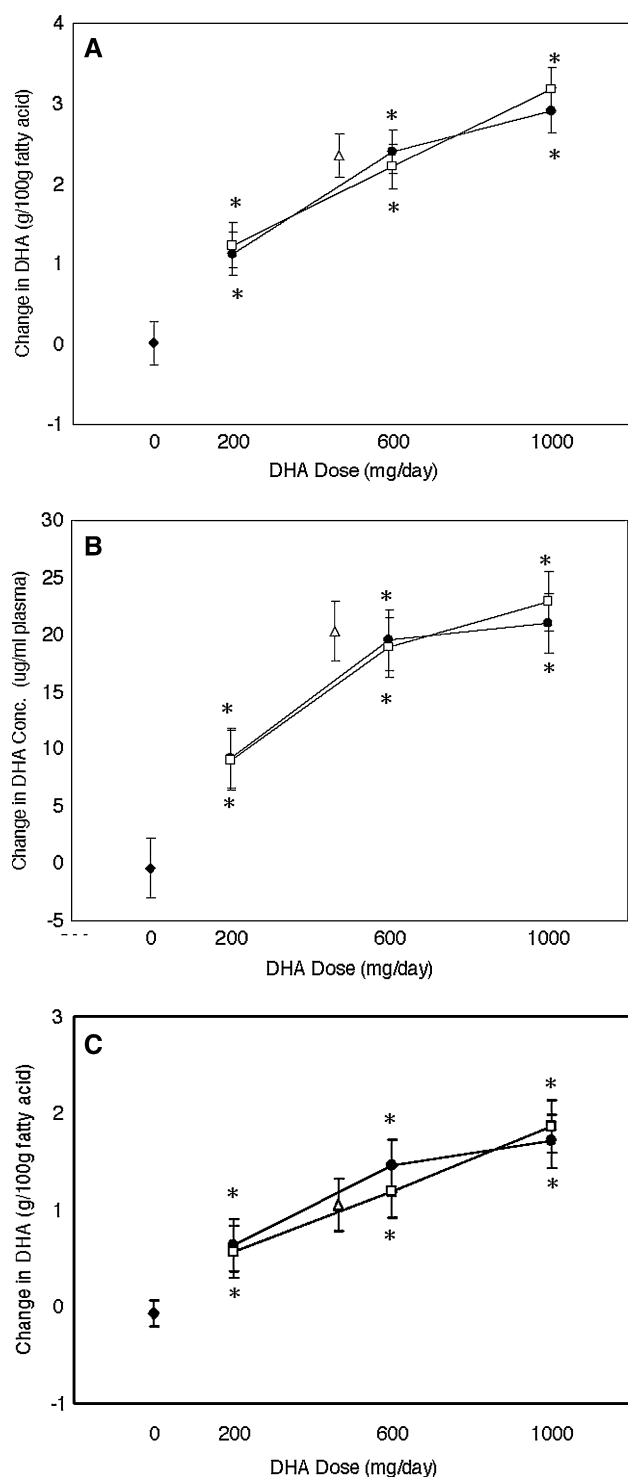 A
Change in DHA (g/100g fatty acid)
4
3
2
1
0
-1
* * *
* * *
0 200 600 1000
DHA Dose (mg/day)
B
Change in DHA Conc. (ug/ml plasma)
30
25
20
15
10
5
0
-5
* * *
* * *
0 200 600 1000
DHA Dose (mg/day)
C
Change in DHA (g/100g fatty acid)
3
2
1
0
-1
* * *
* * *
0 200 600 1000
DHA Dose (mg/day)